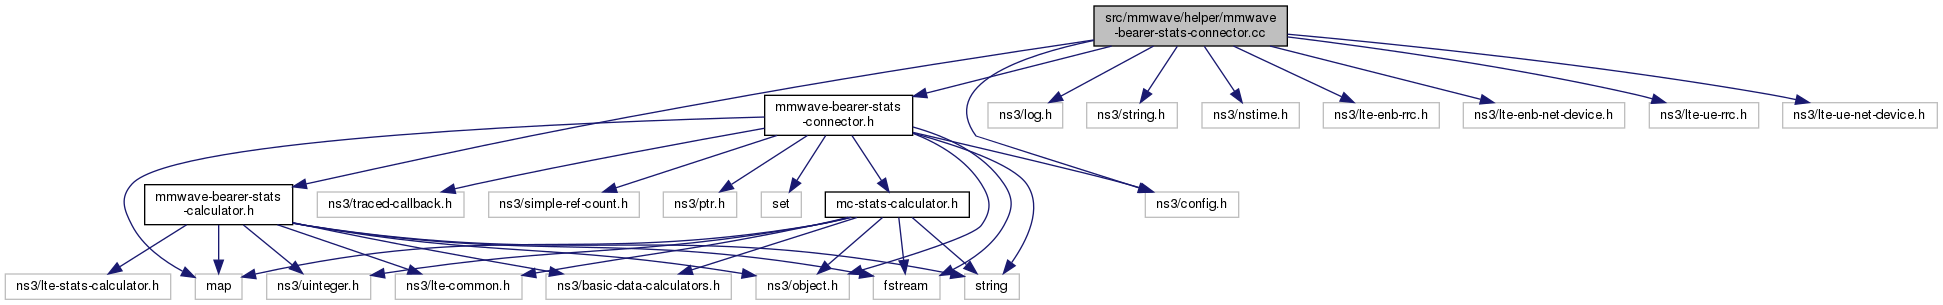 src/mmwave/helper/mmwave
-bearer-stats-connector.cc
mmwave-bearer-stats
-connector.h
ns3/log.h
ns3/string.h
ns3/nstime.h
ns3/lte-enb-rrc.h
ns3/lte-enb-net-device.h
ns3/lte-ue-rrc.h
ns3/lte-ue-net-device.h
mmwave-bearer-stats
-calculator.h
ns3/traced-callback.h
ns3/simple-ref-count.h
ns3/ptr.h
set
mc-stats-calculator.h
ns3/config.h
ns3/lte-stats-calculator.h
map
ns3/uinteger.h
ns3/lte-common.h
ns3/basic-data-calculators.h
ns3/object.h
fstream
string